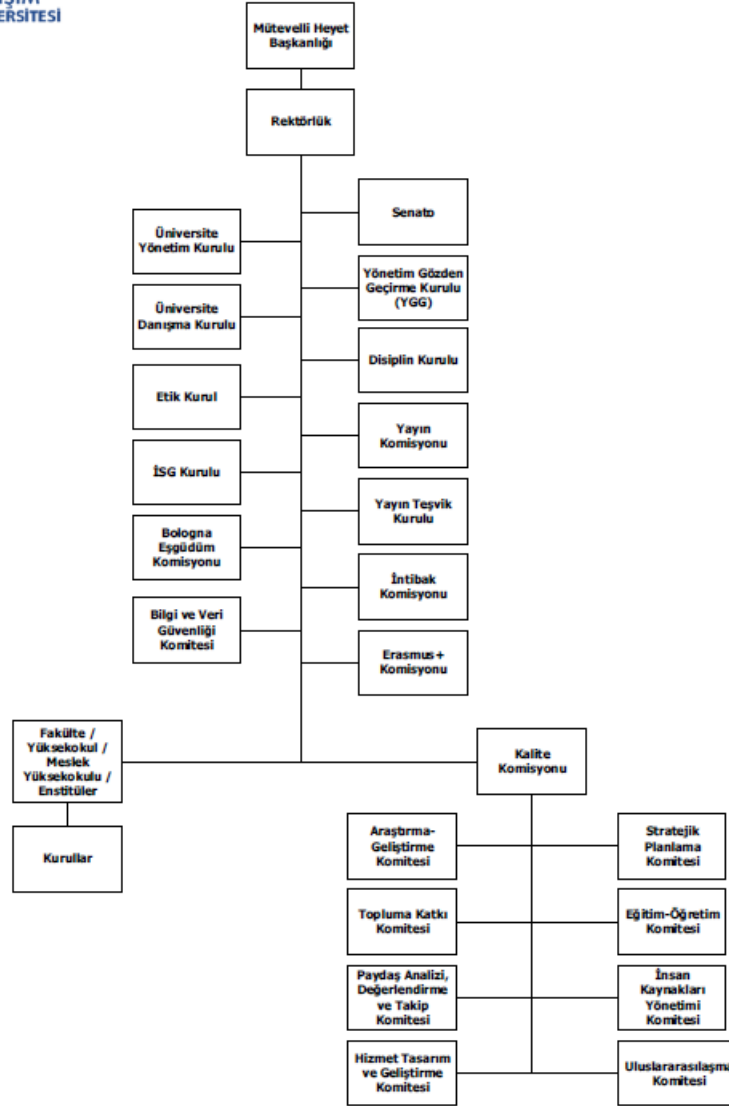 ERSİTESİ
Mütevelli Heyet
Başkanlığı
Rektörlük
Senato
Üniversite
Yönetim Kurulu
Yönetim Gözden
Geçirme Kurulu
(YGG)
Üniversite
Danışma Kurulu
Disiplin Kurulu
Etik Kurul
Yayın
Komisyonu
İSG Kurulu
Yayın Teşvik
Kurulu
Bologna
Eşgüdüm
Komisyonu
İntibak
Komisyonu
Bilgi ve Veri
Güvenliği
Komitesi
Erasmus+
Komisyonu
Fakülte /
Yüksekokul /
Meslek
Yüksekokulu /
Enstitüler
Kalite
Komisyonu
Kurullar
Araştırma-
Geliştirme
Komitesi
Stratejik
Planlama
Komitesi
Topluma Katkı
Komitesi
Eğitim-Öğretim
Komitesi
Paydaş Analizi,
Değerlendirme
ve Takip
Komitesi
İnsan
Kaynakları
Yönetimi
Komitesi
Hizmet Tasarım
ve Geliştirme
Komitesi
Uluslararasılaşma
Komitesi